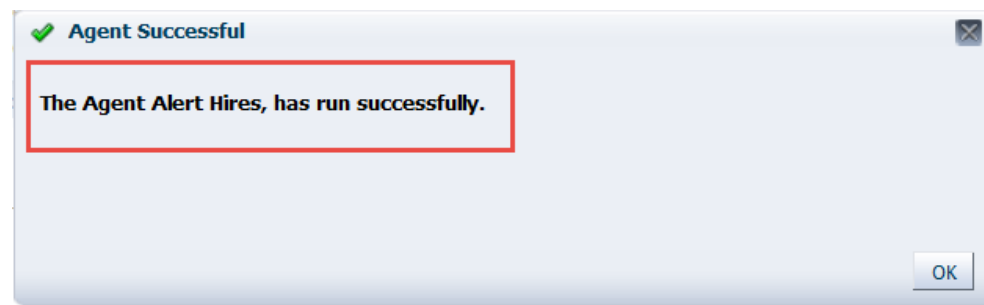 Agent Successful
The Agent Alert Hires, has run successfully.
OK